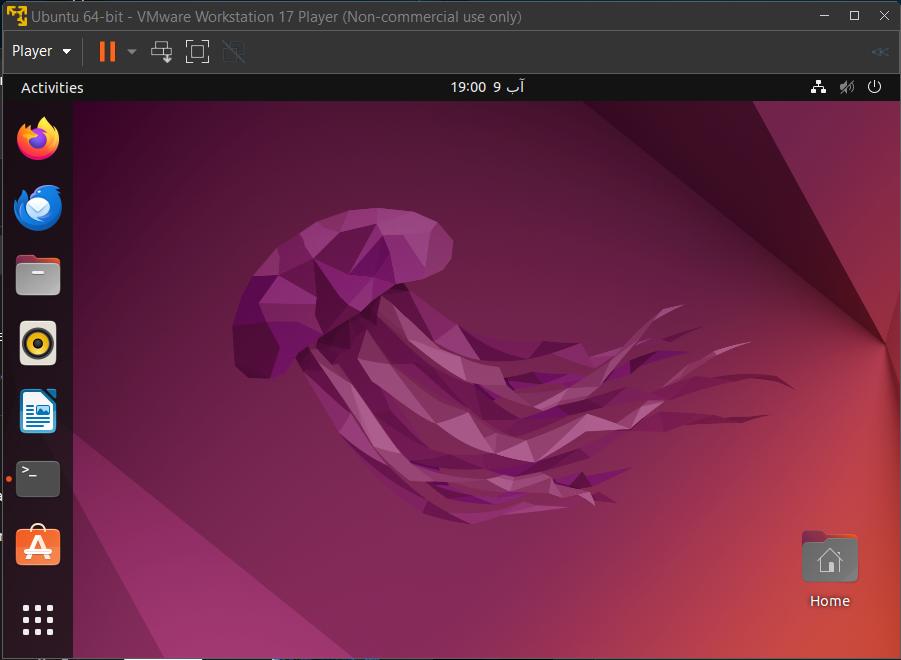 Ubuntu 64-bit - VMware Workstation 17 Player (Non-commercial use only)
Player
Activities
19:00 9 آب
>_
Home